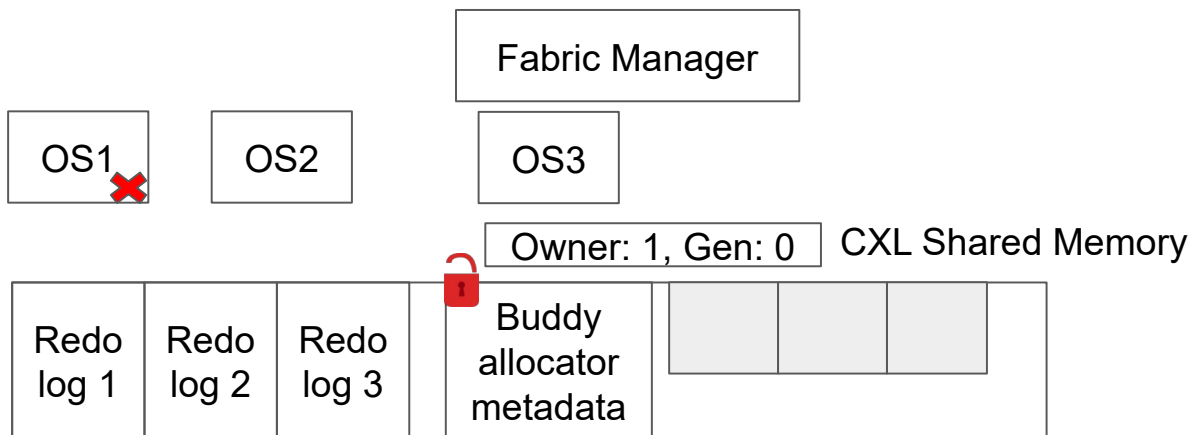 Fabric Manager
OS1
OS2
OS3
Owner: 1, Gen: 0
CXL Shared Memory
Redo
log 1
Redo
log 2
Redo
log 3
Buddy
allocator
metadata